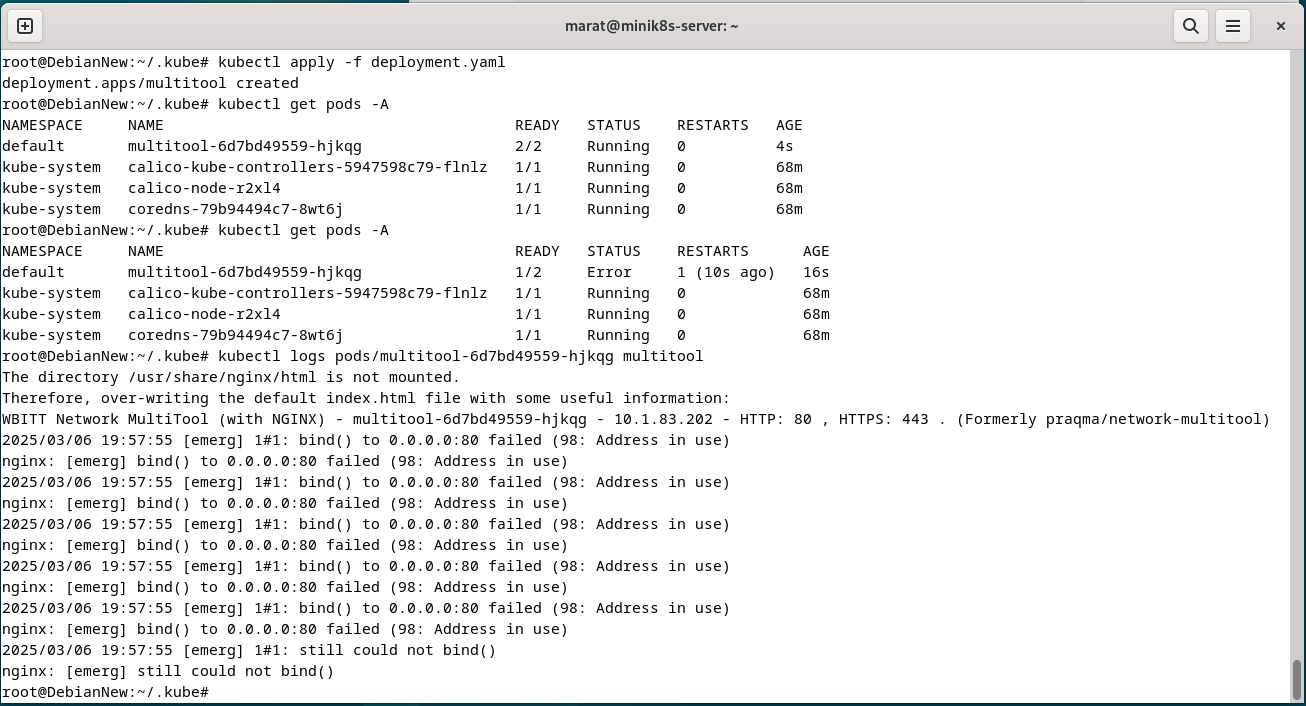 marat@minik8s-server: ~
root@DebianNew:~/.kube# kubectl apply -f deployment.yaml
deployment.apps/multitool created
root@DebianNew:~/.kube# kubectl get pods -A
NAMESPACE     NAME                                       READY   STATUS    RESTARTS   AGE
default       multitool-6d7bd49559-hjkqg                 2/2     Running   0          4s
kube-system   calico-kube-controllers-5947598c79-flnlz   1/1     Running   0          68m
kube-system   calico-node-r2xl4                          1/1     Running   0          68m
kube-system   coredns-79b94494c7-8wt6j                   1/1     Running   0          68m
root@DebianNew:~/.kube# kubectl get pods -A
NAMESPACE     NAME                                       READY   STATUS    RESTARTS      AGE
default       multitool-6d7bd49559-hjkqg                 1/2     Error     1 (10s ago)   16s
kube-system   calico-kube-controllers-5947598c79-flnlz   1/1     Running   0             68m
kube-system   calico-node-r2xl4                          1/1     Running   0             68m
kube-system   coredns-79b94494c7-8wt6j                   1/1     Running   0             68m
root@DebianNew:~/.kube# kubectl logs pods/multitool-6d7bd49559-hjkqg multitool
The directory /usr/share/nginx/html is not mounted.
Therefore, over-writing the default index.html file with some useful information:
WBITT Network MultiTool (with NGINX) - multitool-6d7bd49559-hjkqg - 10.1.83.202 - HTTP: 80 , HTTPS: 443 . (Formerly praqma/network-multitool)
2025/03/06 19:57:55 [emerg] 1#1: bind() to 0.0.0.0:80 failed (98: Address in use)
nginx: [emerg] bind() to 0.0.0.0:80 failed (98: Address in use)
2025/03/06 19:57:55 [emerg] 1#1: bind() to 0.0.0.0:80 failed (98: Address in use)
nginx: [emerg] bind() to 0.0.0.0:80 failed (98: Address in use)
2025/03/06 19:57:55 [emerg] 1#1: bind() to 0.0.0.0:80 failed (98: Address in use)
nginx: [emerg] bind() to 0.0.0.0:80 failed (98: Address in use)
2025/03/06 19:57:55 [emerg] 1#1: bind() to 0.0.0.0:80 failed (98: Address in use)
nginx: [emerg] bind() to 0.0.0.0:80 failed (98: Address in use)
2025/03/06 19:57:55 [emerg] 1#1: bind() to 0.0.0.0:80 failed (98: Address in use)
nginx: [emerg] bind() to 0.0.0.0:80 failed (98: Address in use)
2025/03/06 19:57:55 [emerg] 1#1: still could not bind()
nginx: [emerg] still could not bind()
root@DebianNew:~/.kube#